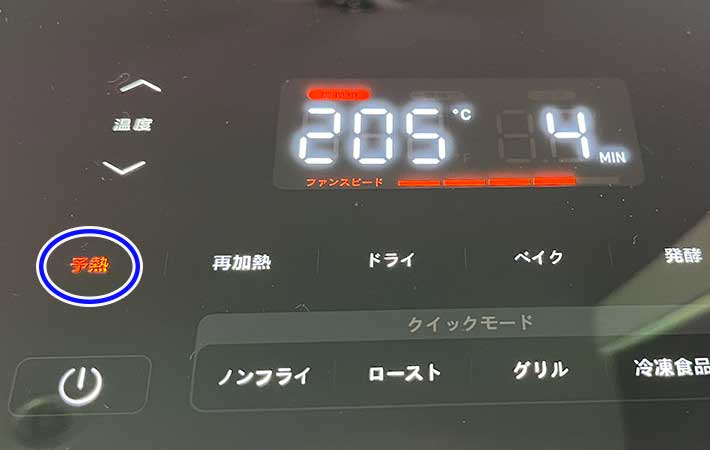 温度
205 °C 4 MIN
ファンスピード
予熱 再加熱 ドライ ベイク 発酵
クイックモード
ノンフライ ロースト グリル 冷凍食品